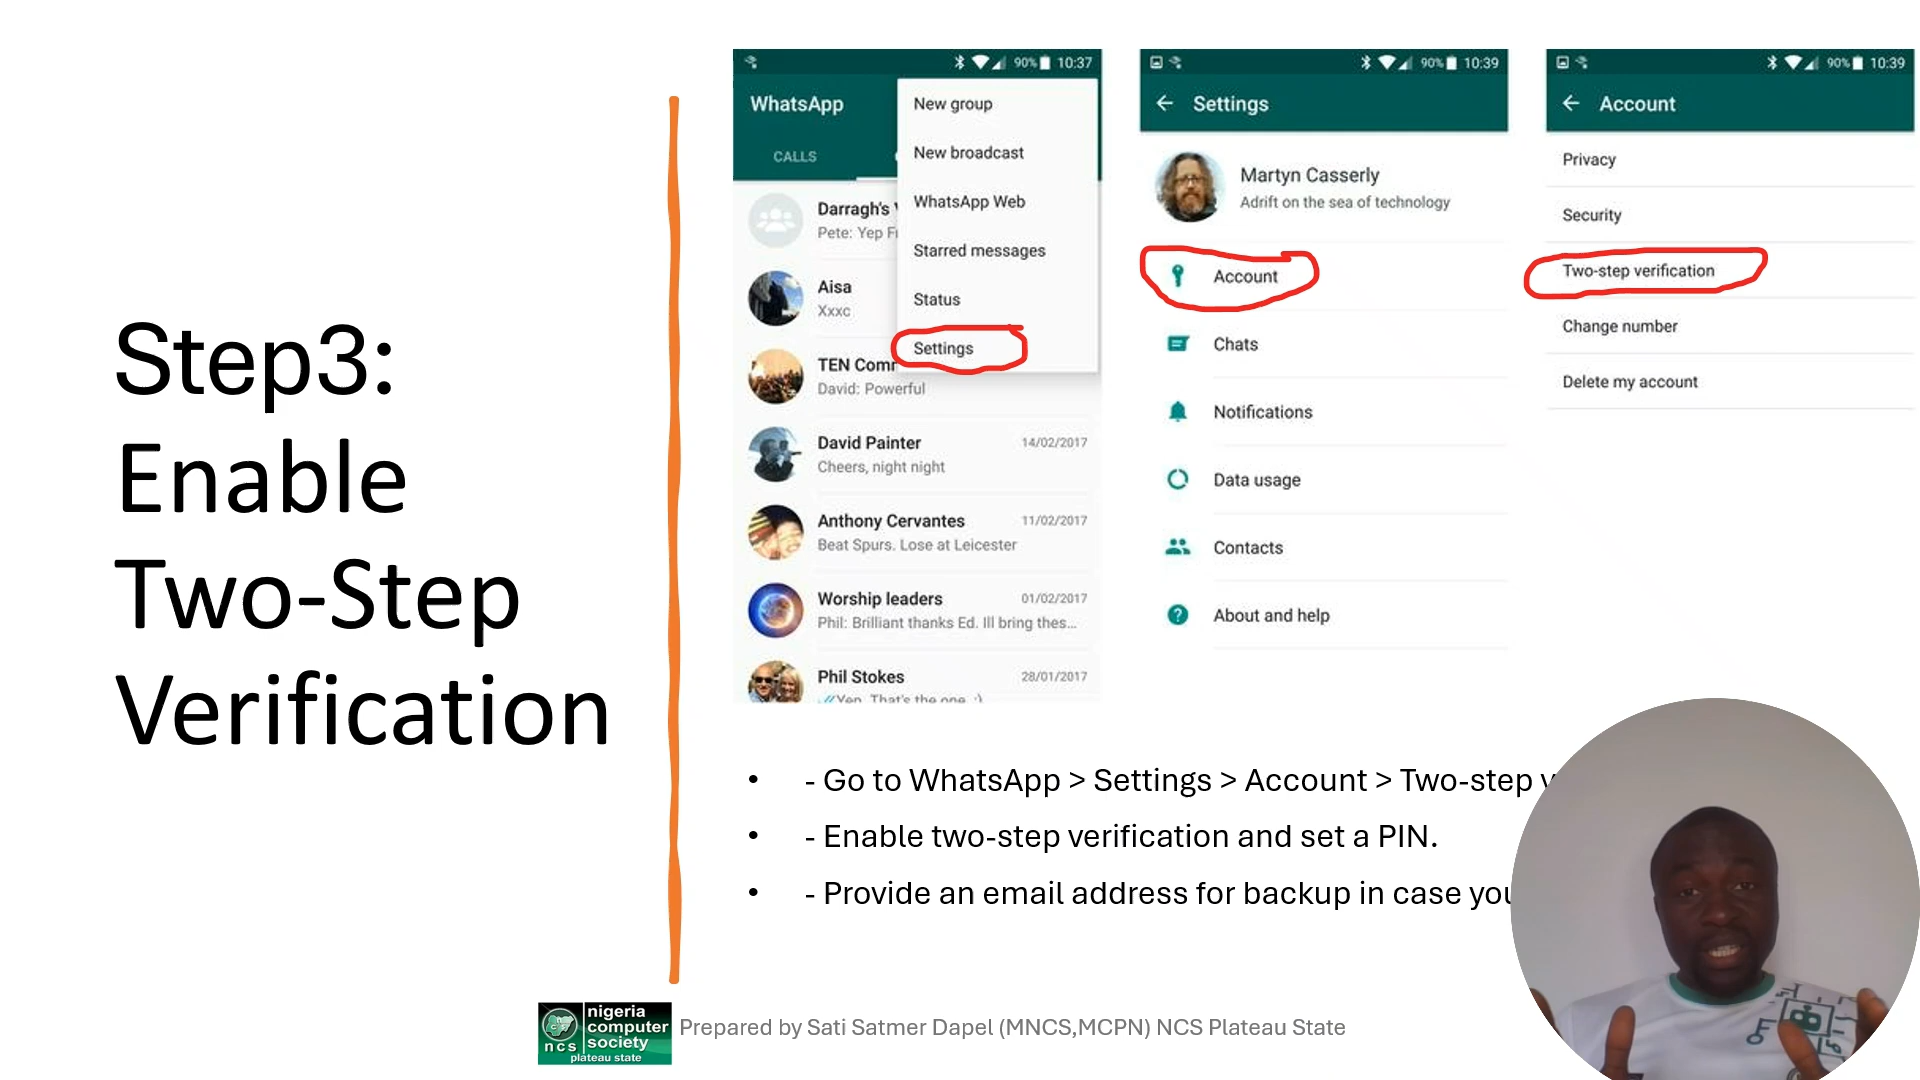 Step3:
Enable
Two-Step
Verification
90% 10:37
WhatsApp
CALLS
New group
New broadcast
WhatsApp Web
Starred messages
Status
Settings
Darragh's
Pete: Yep
Aisa
Xxxc
TEN
David: Powerful
David Painter 14/02/2017
Cheers, night night
Anthony Cervantes 11/02/2017
Beat Spurs. Lose at Leicester
Worship leaders 01/02/2017
Phil: Brilliant thanks Ed. Ill bring thes...
Phil Stokes 28/01/2017
Yep. That's the one :)
90% 10:39
Settings
Martyn Casserly
Adrift on the sea of technology
Account
Chats
Notifications
Data usage
Contacts
About and help
90% 10:39
Account
Privacy
Security
Two-step verification
Change number
Delete my account
• - Go to WhatsApp > Settings > Account > Two-step
• - Enable two-step verification and set a PIN.
• - Provide an email address for backup in case you
ncs
nigeria
computer
society
plateau state
Prepared by Sati Satmer Dapel (MNCS,MCPN) NCS Plateau State